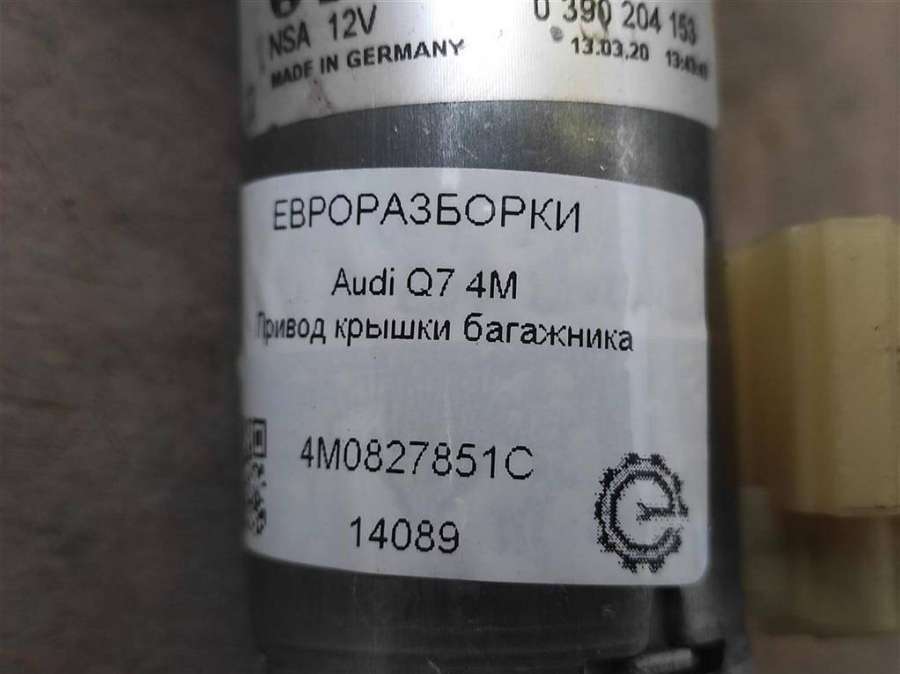 NSA 12V
0 390 204 153
MADE IN GERMANY
13.03.20
ЕВРОРАЗБОРКИ
Audi Q7 4M
Привод крышки багажника
4M0827851C
14089